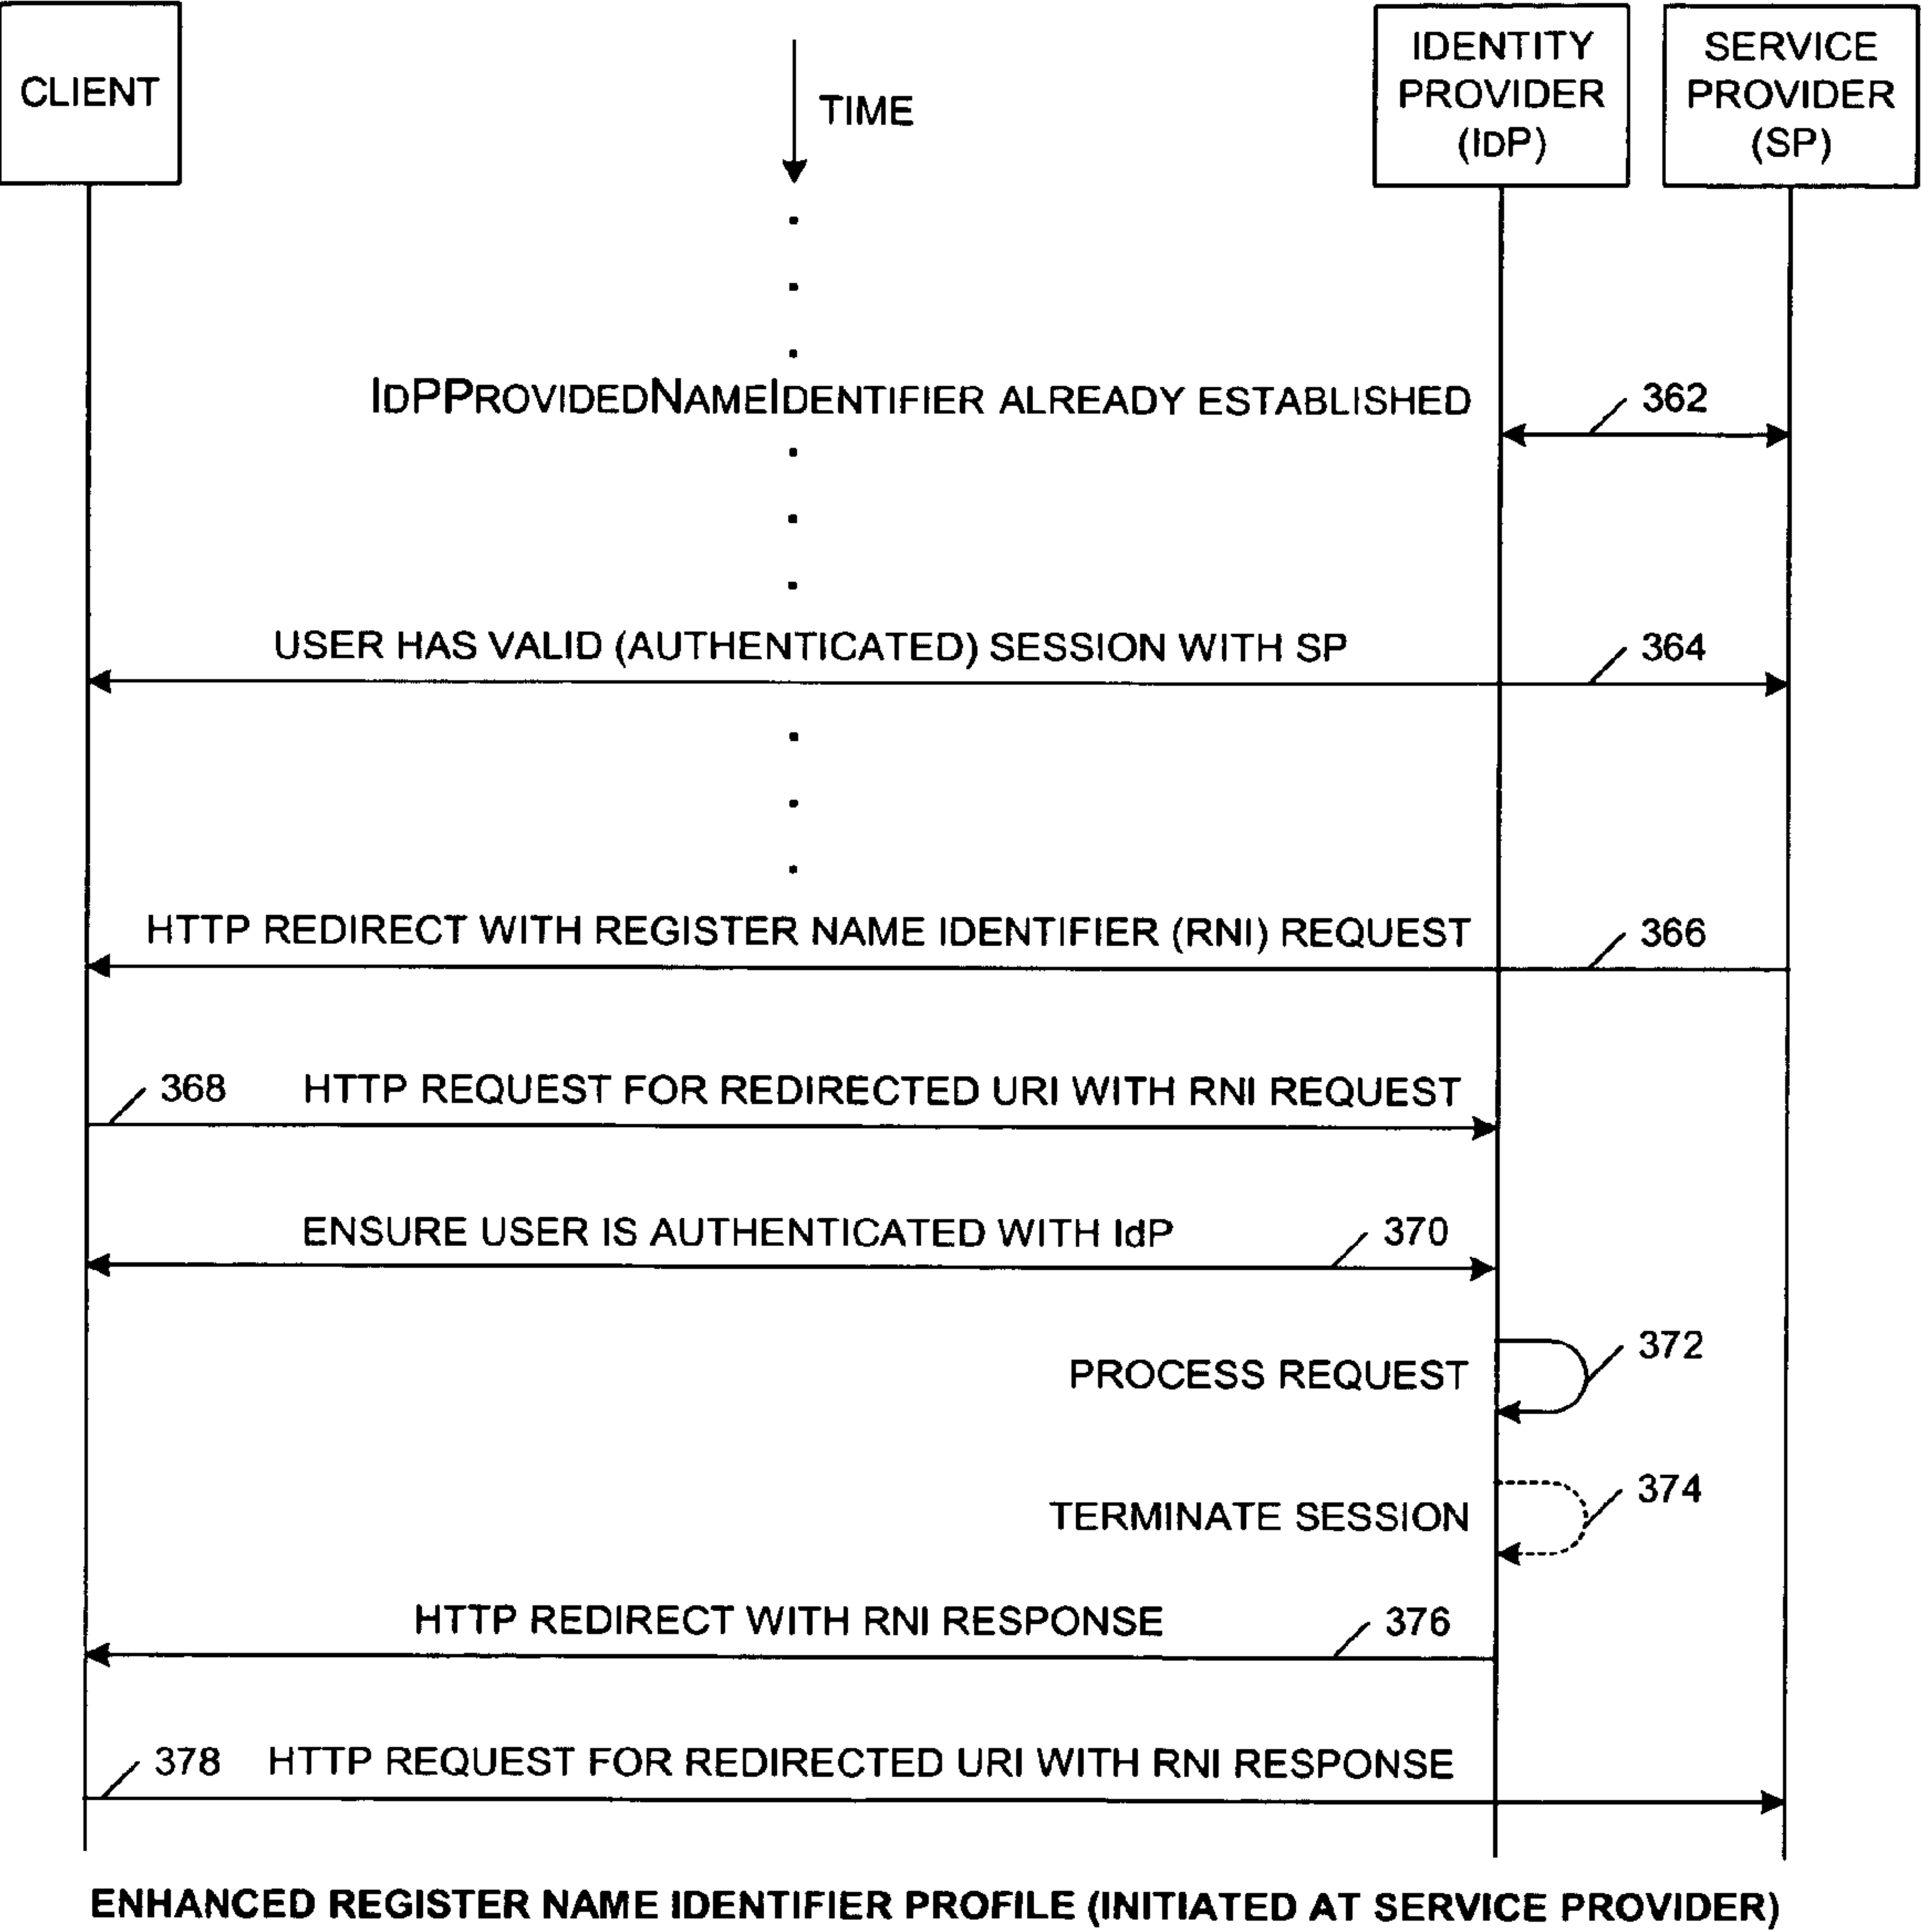 CLIENT
TIME
IDENTITY
PROVIDER
(IDP)
SERVICE
PROVIDER
(SP)
IDPPROVIDEDNAMEIDENTIFIER ALREADY ESTABLISHED
362
USER HAS VALID (AUTHENTICATED) SESSION WITH SP
364
HTTP REDIRECT WITH REGISTER NAME IDENTIFIER (RNI) REQUEST
366
368
HTTP REQUEST FOR REDIRECTED URI WITH RNI REQUEST
ENSURE USER IS AUTHENTICATED WITH IdP
370
PROCESS REQUEST
372
TERMINATE SESSION
374
HTTP REDIRECT WITH RNI RESPONSE
376
378
HTTP REQUEST FOR REDIRECTED URI WITH RNI RESPONSE
ENHANCED REGISTER NAME IDENTIFIER PROFILE (INITIATED AT SERVICE PROVIDER)